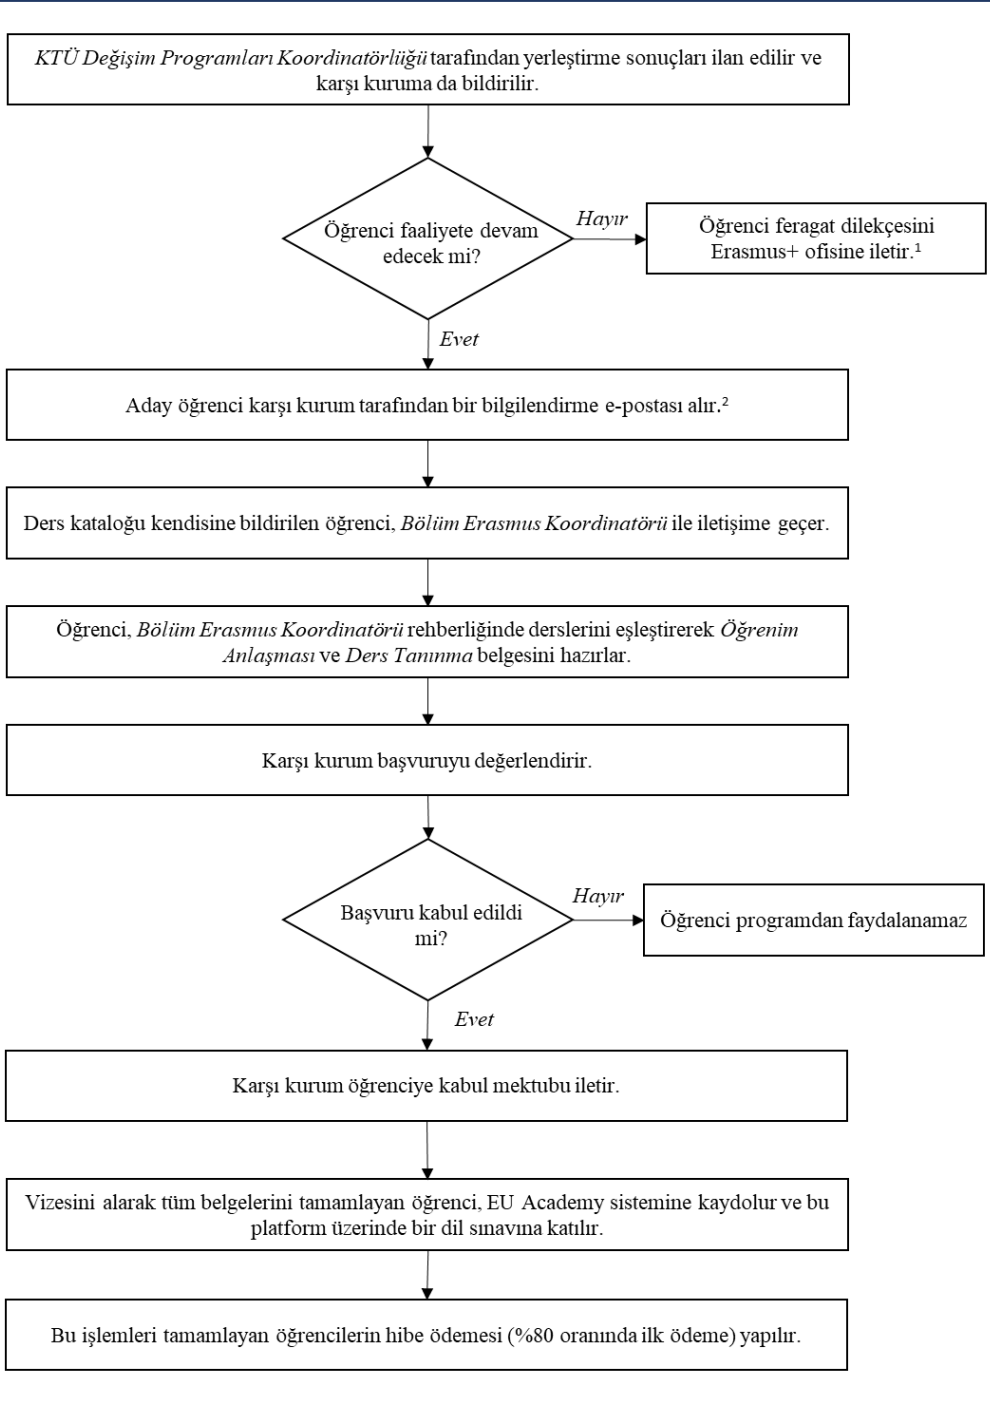 KTÜ Değişim Programları Koordinatörlüğü tarafından yerleştirme sonuçları ilan edilir ve
karşı kuruma da bildirilir.
Öğrenci faaliyete devam
edecek mi?
Hayır
Öğrenci feragat dilekçesini
Erasmus+ ofisine iletir.¹
Evet
Aday öğrenci karşı kurum tarafından bir bilgilendirme e-postası alır.²
Ders kataloğu kendisine bildirilen öğrenci, Bölüm Erasmus Koordinatörü ile iletişime geçer.
Öğrenci, Bölüm Erasmus Koordinatörü rehberliğinde derslerini eşleştirerek Öğrenim
Anlaşması ve Ders Tanınma belgesini hazırlar.
Karşı kurum başvuruyu değerlendirir.
Başvuru kabul edildi
mi?
Hayır
Öğrenci programdan faydalanamaz
Evet
Karşı kurum öğrenciye kabul mektubu iletir.
Vizesini alarak tüm belgelerini tamamlayan öğrenci, EU Academy sistemine kaydolur ve bu
platform üzerinde bir dil sınavına katılır.
Bu işlemleri tamamlayan öğrencilerin hibe ödemesi (%80 oranında ilk ödeme) yapılır.